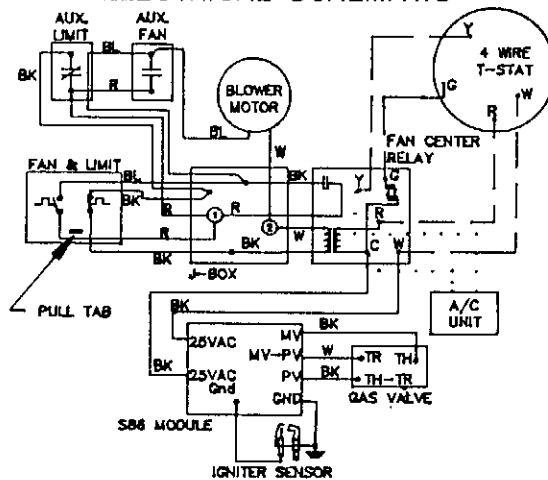 AUX. LIMIT
AUX. FAN
BL
BK
R
BL
BLOWER MOTOR
W
4 WIRE T-STAT
Y
G
W
R
FAN CENTER RELAY
FAN & LIMIT
BL
BK
R
R
BK
1
R
2
W
BK
BK
J-BOX
Y
G
R
C
W
PULL TAB
A/C UNIT
BK
BK
25VAC
25VAC
Gnd
MV
MV-PV
PV
GND
BK
W
BK
TR
TH
TH-TR
GAS VALVE
S86 MODULE
IGNITER SENSOR